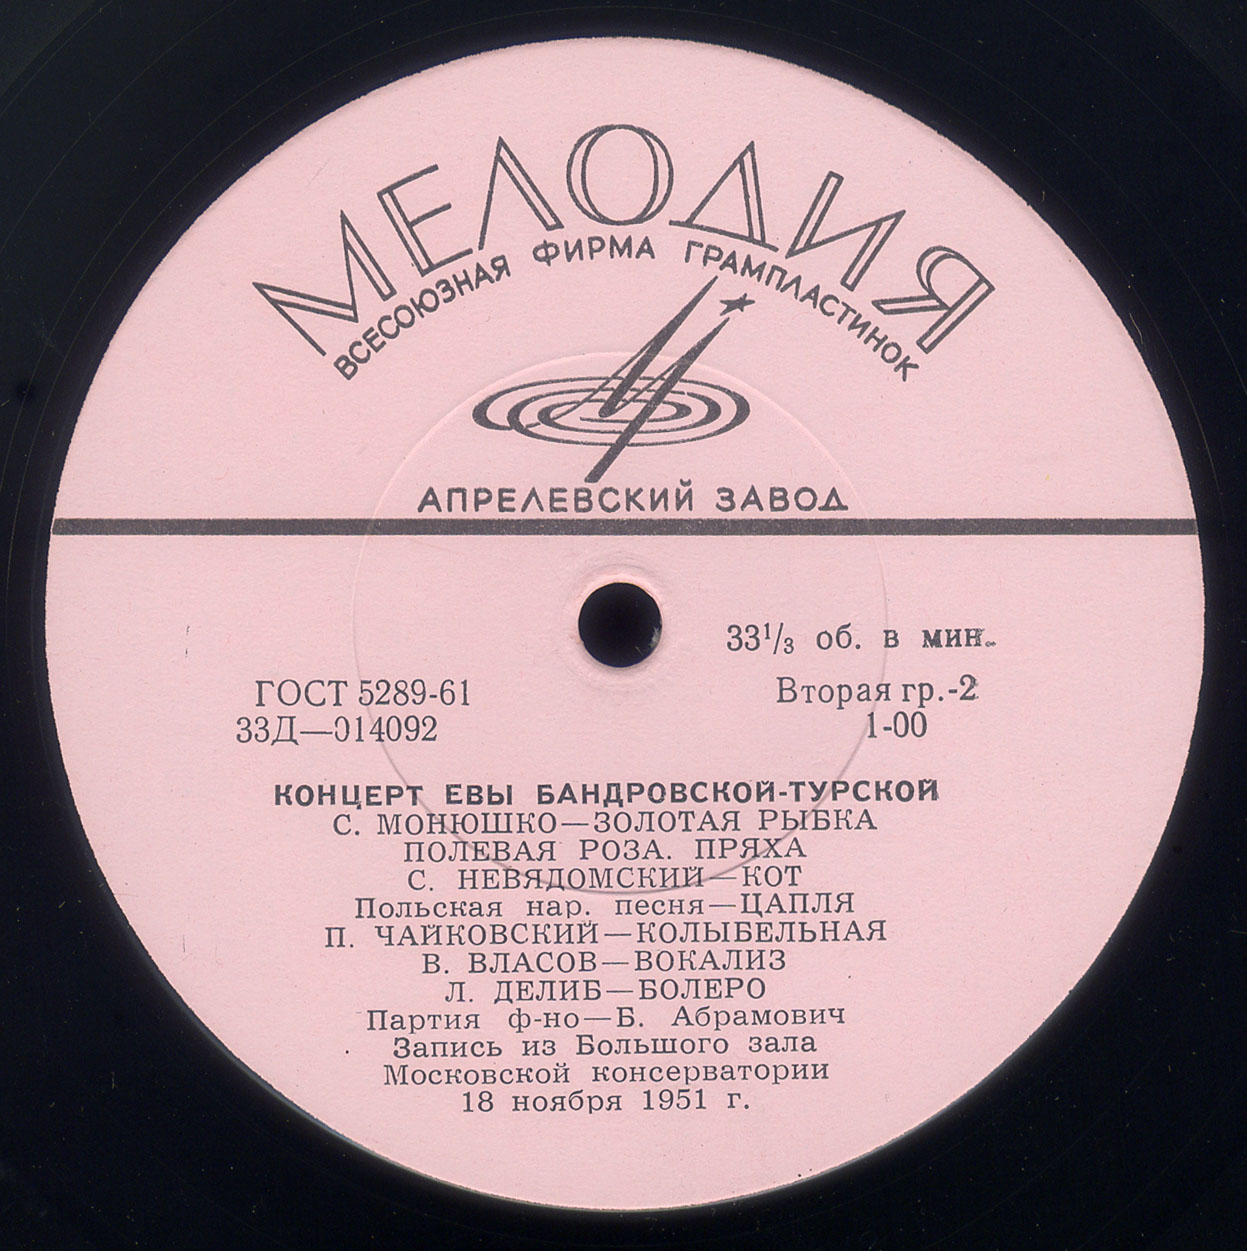 МЕЛОДИЯ
ВСЕСОЮЗНАЯ ФИРМА ГРАМПЛАСТИНОК
АПРЕЛЕВСКИЙ ЗАВОД
33¹/₃ об. в мин.
ГОСТ 5289-61
Вторая гр.-2
33Д—014092
1-00
КОНЦЕРТ ЕВЫ БАНДРОВСКОЙ-ТУРСКОЙ
С. МОНЮШКО—ЗОЛОТАЯ РЫБКА
ПОЛЕВАЯ РОЗА. ПРЯХА
С. НЕВЯДОМСКИЙ—КОТ
Польская нар. песня—ЦАПЛЯ
П. ЧАЙКОВСКИЙ—КОЛЫБЕЛЬНАЯ
В. ВЛАСОВ—ВОКАЛИЗ
Л. ДЕЛИБ—БОЛЕРО
Партия ф-но—Б. Абрамович
Запись из Большого зала
Московской консерватории
18 ноября 1951 г.